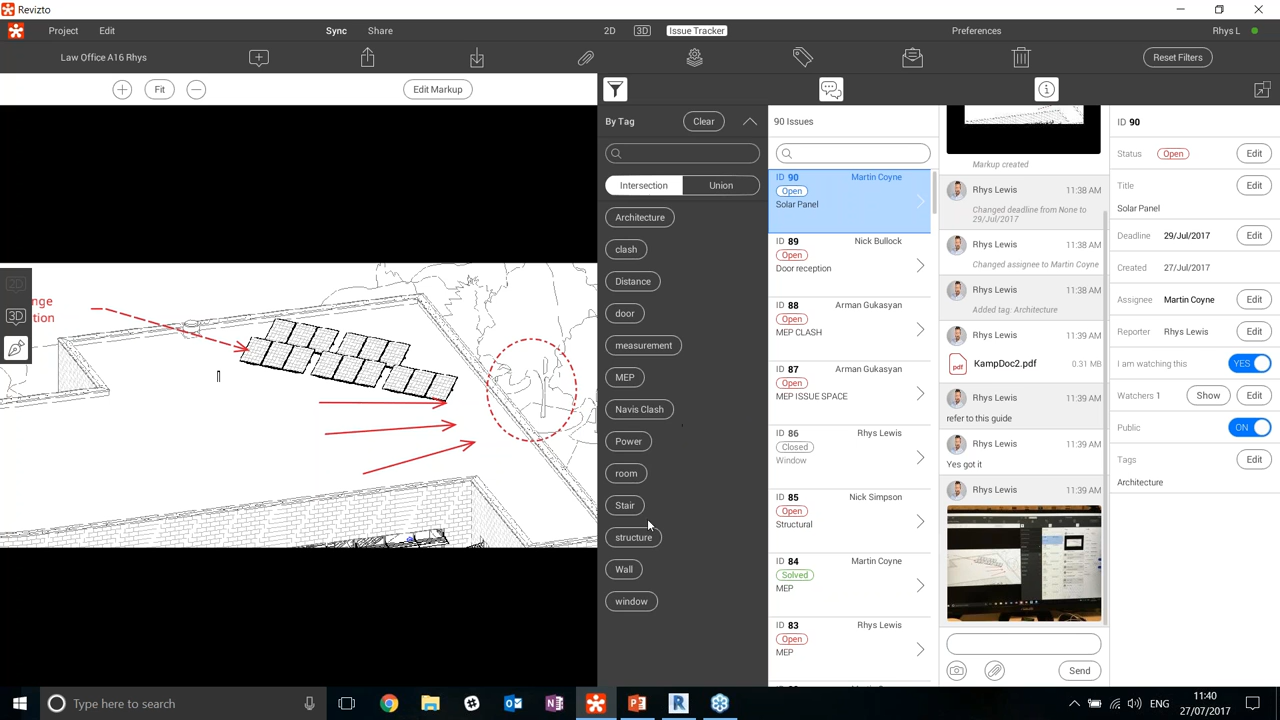 Revizto
Project Edit Sync Share 2D 3D Issue Tracker Preferences Rhys L
Law Office A16 Rhys Reset Filters
Fit Edit Markup
By Tag Clear
Intersection Union
Architecture
clash
Distance
door
measurement
MEP
Navis Clash
Power
room
Stair
structure
Wall
window
2D
3D
nge
tion
90 Issues
ID 90 Martin Coyne
Open
Solar Panel
ID 89 Nick Bullock
Open
Door reception
ID 88 Arman Gukasyan
Open
MEP CLASH
ID 87 Arman Gukasyan
Open
MEP ISSUE SPACE
ID 86 Rhys Lewis
Closed
Window
ID 85 Nick Simpson
Open
Structural
ID 84 Martin Coyne
Solved
MEP
ID 83 Rhys Lewis
Open
MEP
Markup created
Rhys Lewis 11:38 AM
Changed deadline from None to
29/Jul/2017
Rhys Lewis 11:38 AM
Changed assignee to Martin Coyne
Rhys Lewis 11:38 AM
Added tag: Architecture
Rhys Lewis 11:39 AM
pdf KampDoc2.pdf 0.31 MB
Rhys Lewis 11:39 AM
refer to this guide
Rhys Lewis 11:39 AM
Yes got it
Rhys Lewis 11:39 AM
Send
ID 90
Status Open Edit
Title Edit
Solar Panel
Deadline 29/Jul/2017 Edit
Created 27/Jul/2017
Assignee Martin Coyne Edit
Reporter Rhys Lewis Edit
I am watching this YES
Watchers 1 Show Edit
Public ON
Tags Edit
Architecture
Type here to search
ENG
11:40
27/07/2017